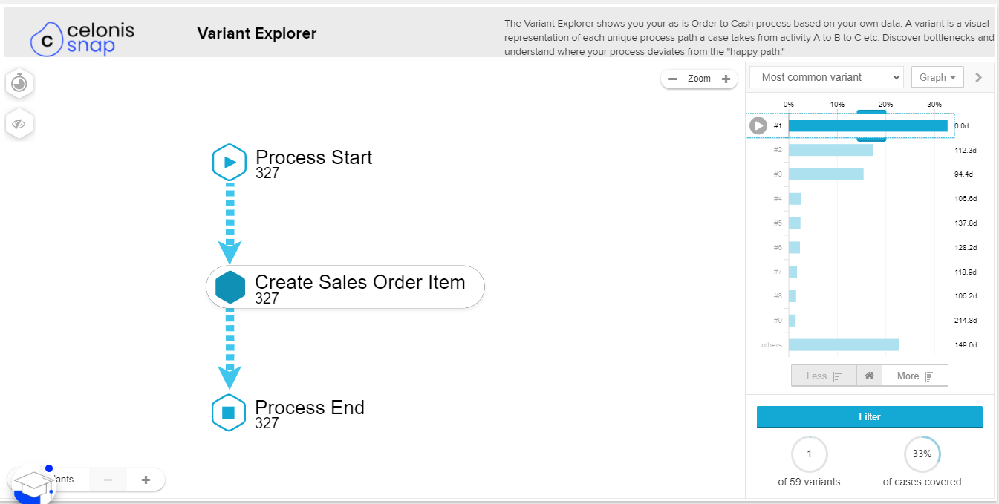 celonis
snap
Variant Explorer
The Variant Explorer shows you your as-is Order to Cash process based on your own data. A variant is a visual
representation of each unique process path a case takes from activity A to B to C etc. Discover bottlenecks and
understand where your process deviates from the "happy path."
Zoom
Most common variant
Graph
0% 10% 20% 30%
#1 0.0d
#2 112.3d
#3 94.4d
#4 106.6d
#5 137.8d
#6 128.2d
#7 118.9d
#8 106.2d
#9 214.8d
others 149.0d
Less More
Filter
1 33%
of 59 variants of cases covered
Process Start
327
Create Sales Order Item
327
Process End
327